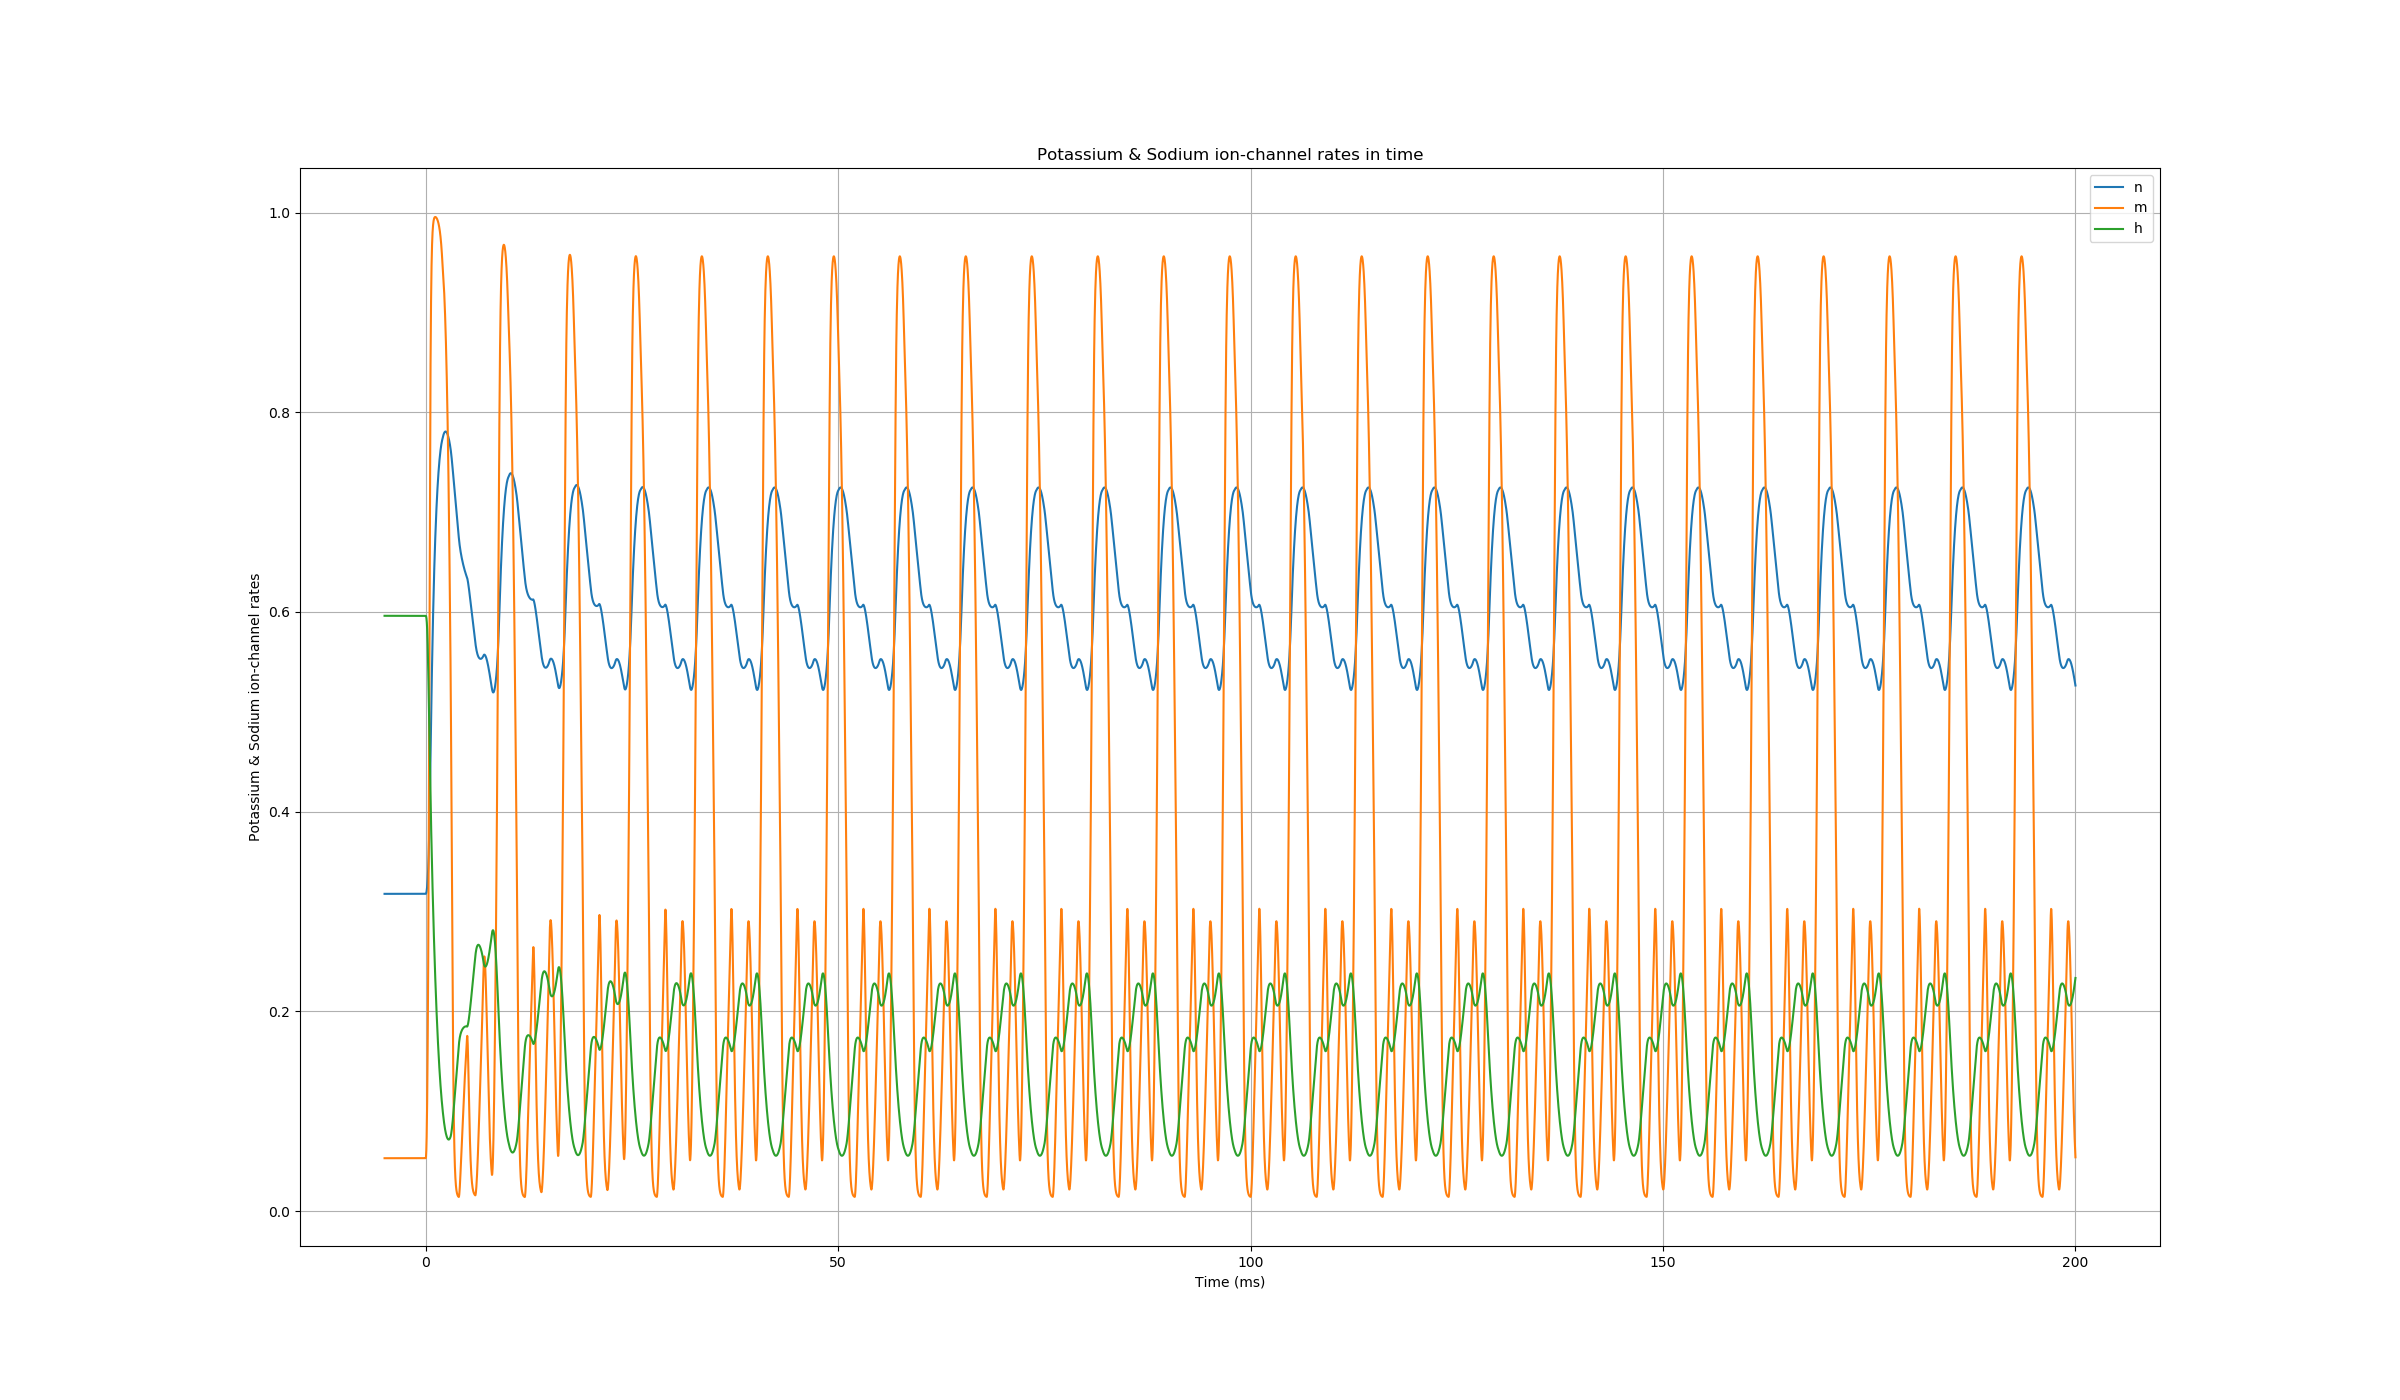 Potassium & Sodium ion-channel rates in time
n
m
h
1.0
0.8
0.6
0.4
0.2
0.0
Potassium & Sodium ion-channel rates
0 50 100 150 200
Time (ms)